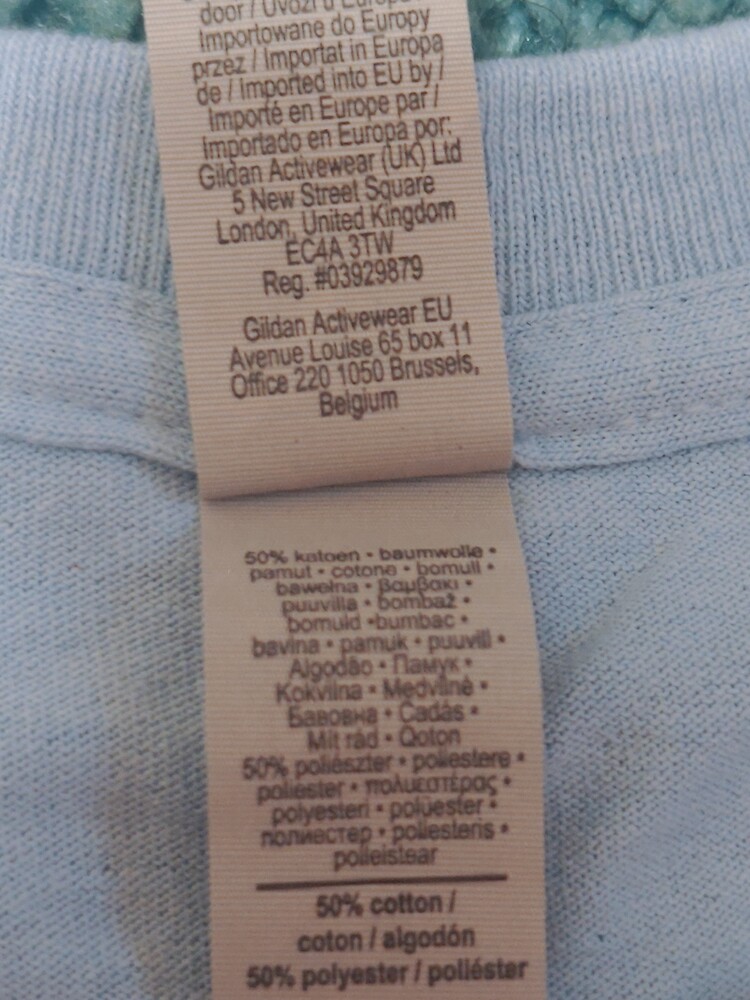 door / Uvozi u Europu
Importowane do Europy
przez / Importat in Europa
de / Imported into EU by /
Importé en Europe par /
Importado en Europa por:
Gildan Activewear (UK) Ltd
5 New Street Square
London, United Kingdom
EC4A 3TW
Reg. #03929879
Gildan Activewear EU
Avenue Louise 65 box 11
Office 220 1050 Brussels,
Belgium
50% katoen • baumwolle •
pamut • cotone • bomull •
bawełna • βαμβακι •
puuvilla • bombaž •
bomuld •bumbac •
bavlna • pamuk • puuvill •
Algodão • Памук •
Kokvilna • Medvilnė •
Бавовна • Cadás •
Mit rád • Qoton
50% poliészter • poliestere •
poliester • πολυεστέρας •
polyesteri • polüester •
полиестер • poliesteris •
poileistear
50% cotton /
coton / algodón
50% polyester / poliéster